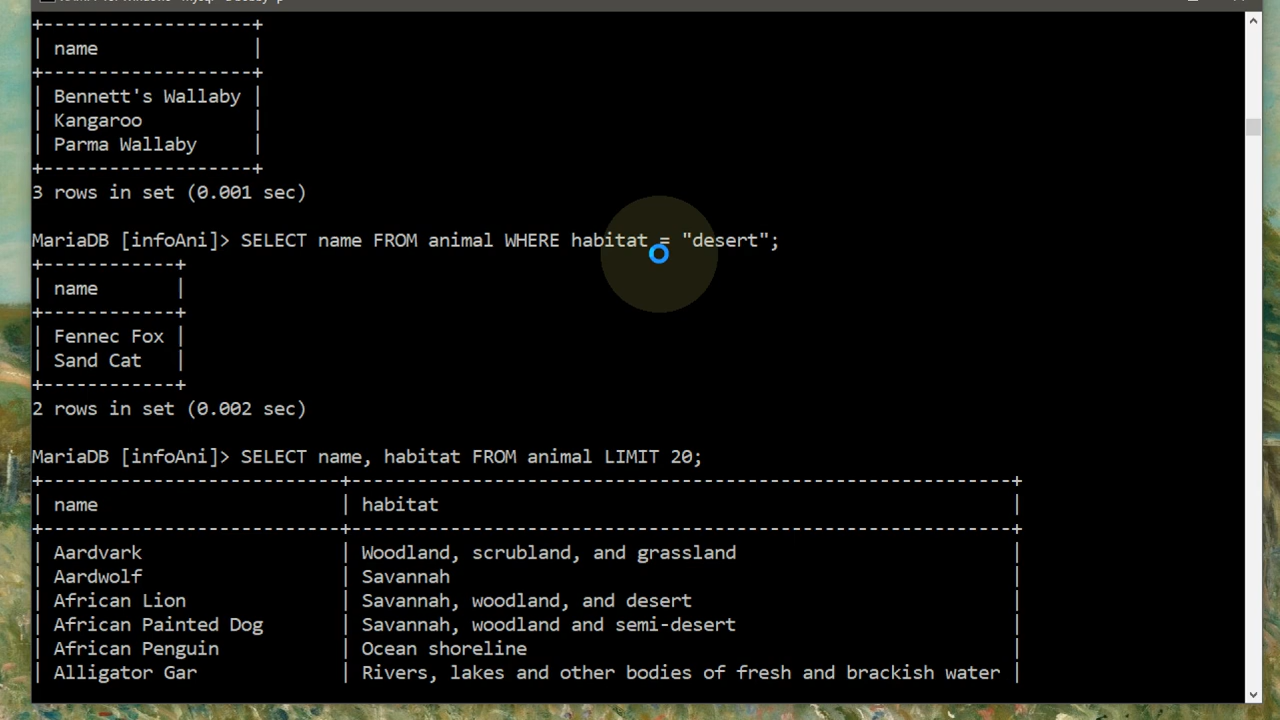 +-------------------+
| name              |
+-------------------+
| Bennett's Wallaby |
| Kangaroo          |
| Parma Wallaby     |
+-------------------+
3 rows in set (0.001 sec)
MariaDB [infoAni]> SELECT name FROM animal WHERE habitat = "desert";
+------------+
| name       |
+------------+
| Fennec Fox |
| Sand Cat   |
+------------+
2 rows in set (0.002 sec)
MariaDB [infoAni]> SELECT name, habitat FROM animal LIMIT 20;
+---------------------------+------------------------------------------------------------+
| name                      | habitat                                                    |
+---------------------------+------------------------------------------------------------+
| Aardvark                  | Woodland, scrubland, and grassland                         |
| Aardwolf                  | Savannah                                                   |
| African Lion              | Savannah, woodland, and desert                             |
| African Painted Dog       | Savannah, woodland and semi-desert                         |
| African Penguin           | Ocean shoreline                                            |
| Alligator Gar             | Rivers, lakes and other bodies of fresh and brackish water |